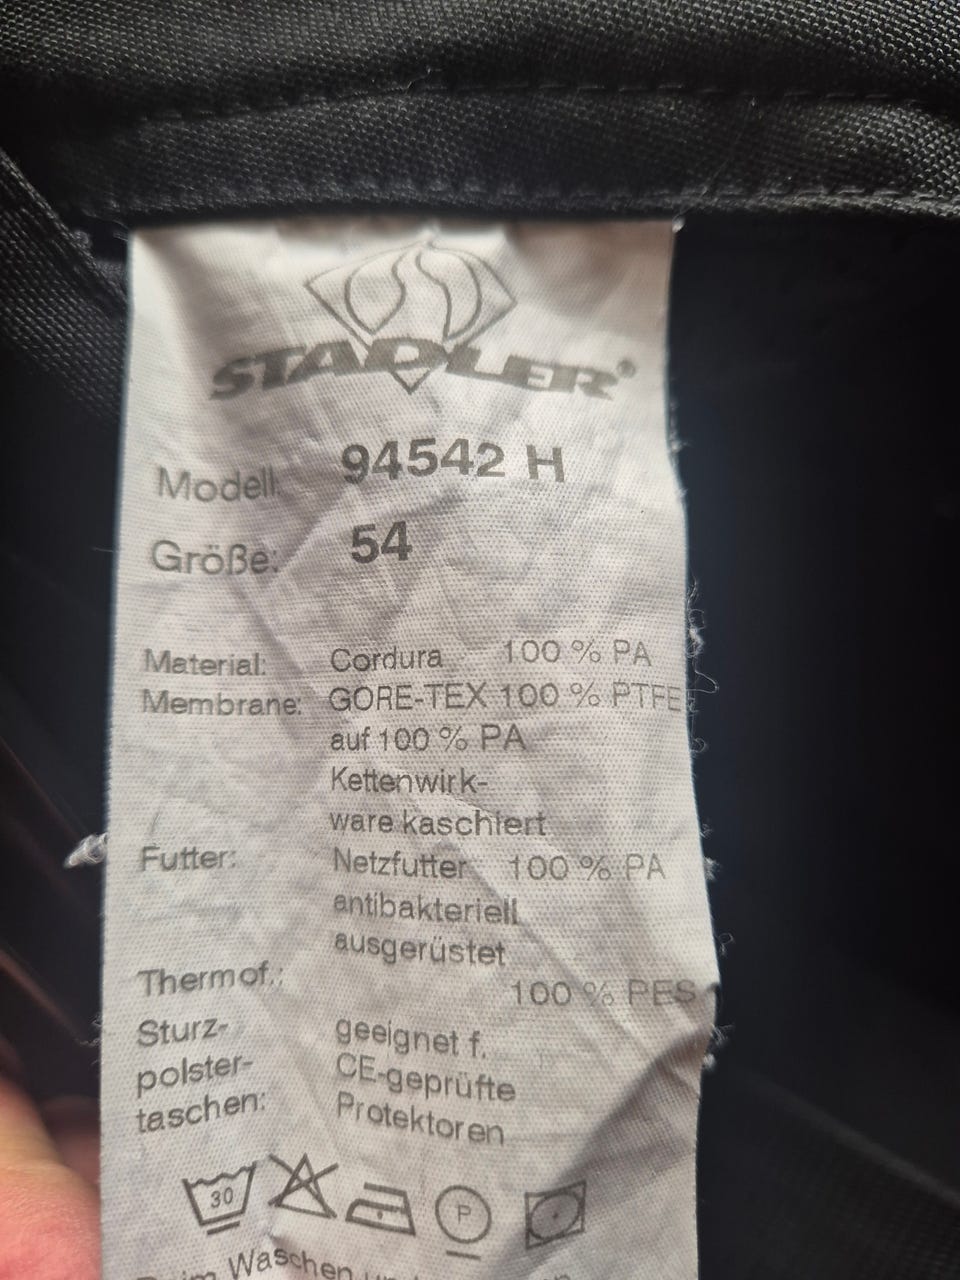 STADLER®
Modell: 94542 H
Größe: 54
Material: Cordura 100 % PA
Membrane: GORE-TEX 100 % PTFE
auf 100 % PA
Kettenwirk-
ware kaschiert
Futter: Netzfutter 100 % PA
antibakteriell
ausgerüstet
Thermof.: 100 % PES
Sturz- geeignet f.
polster- CE-geprüfte
taschen: Protektoren
30 P
Waschen